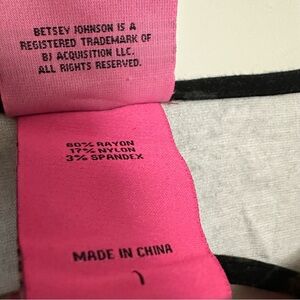 BETSEY JOHNSON IS A
REGISTERED TRADEMARK OF
BJ ACQUISITION LLC.
ALL RIGHTS RESERVED.
80% RAYON
17% NYLON
3% SPANDEX
MADE IN CHINA